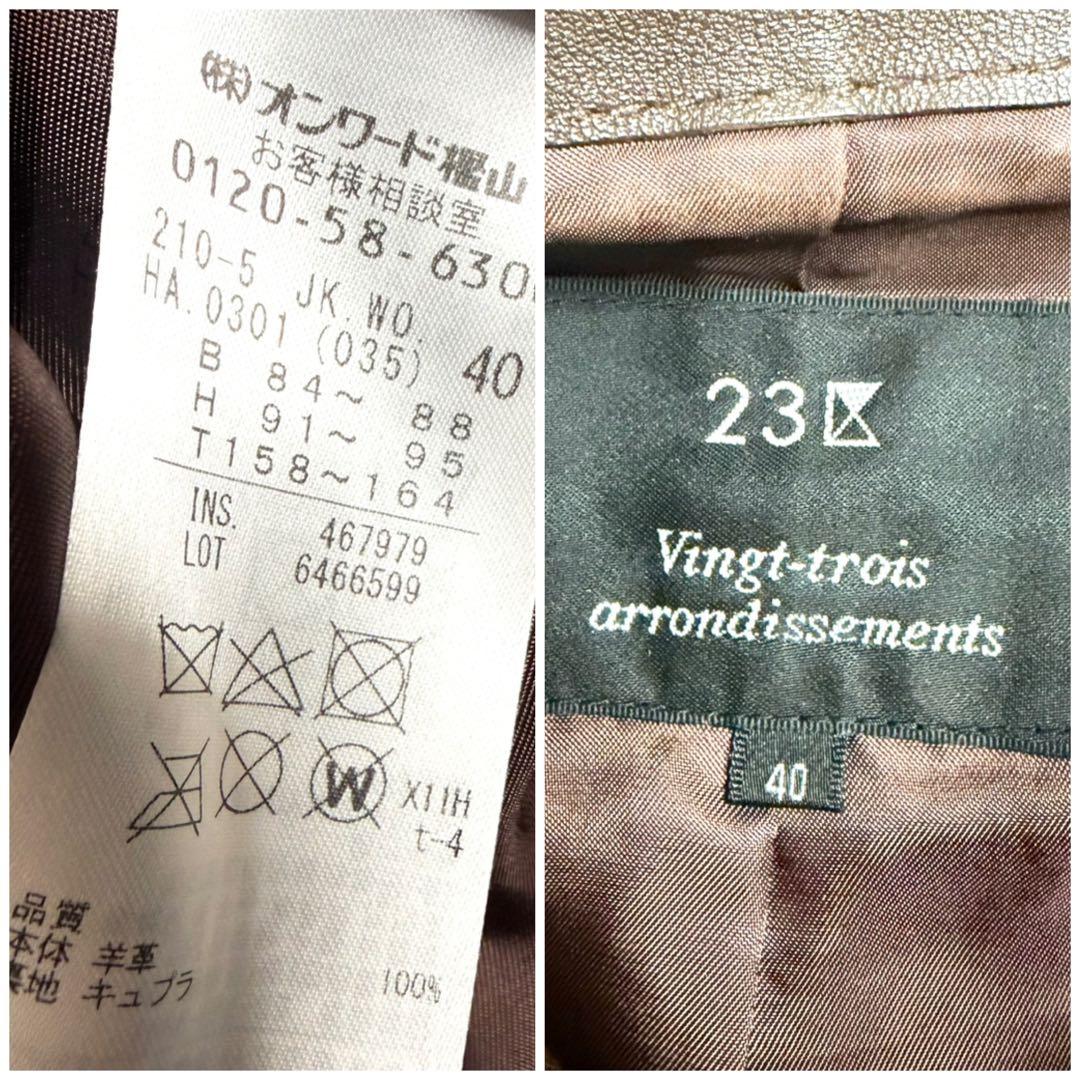 (株)オンワード樫山
お客様相談室
0120-58-630
210-5 JK.WO.
HA.0301 (035) 40
B 84～ 88
H 91～ 95
T158～164
INS. 467979
LOT 6466599
W X11H
t-4
品質
本体 羊革
裏地 キュプラ 100%
23区
Vingt-trois
arrondissements
40